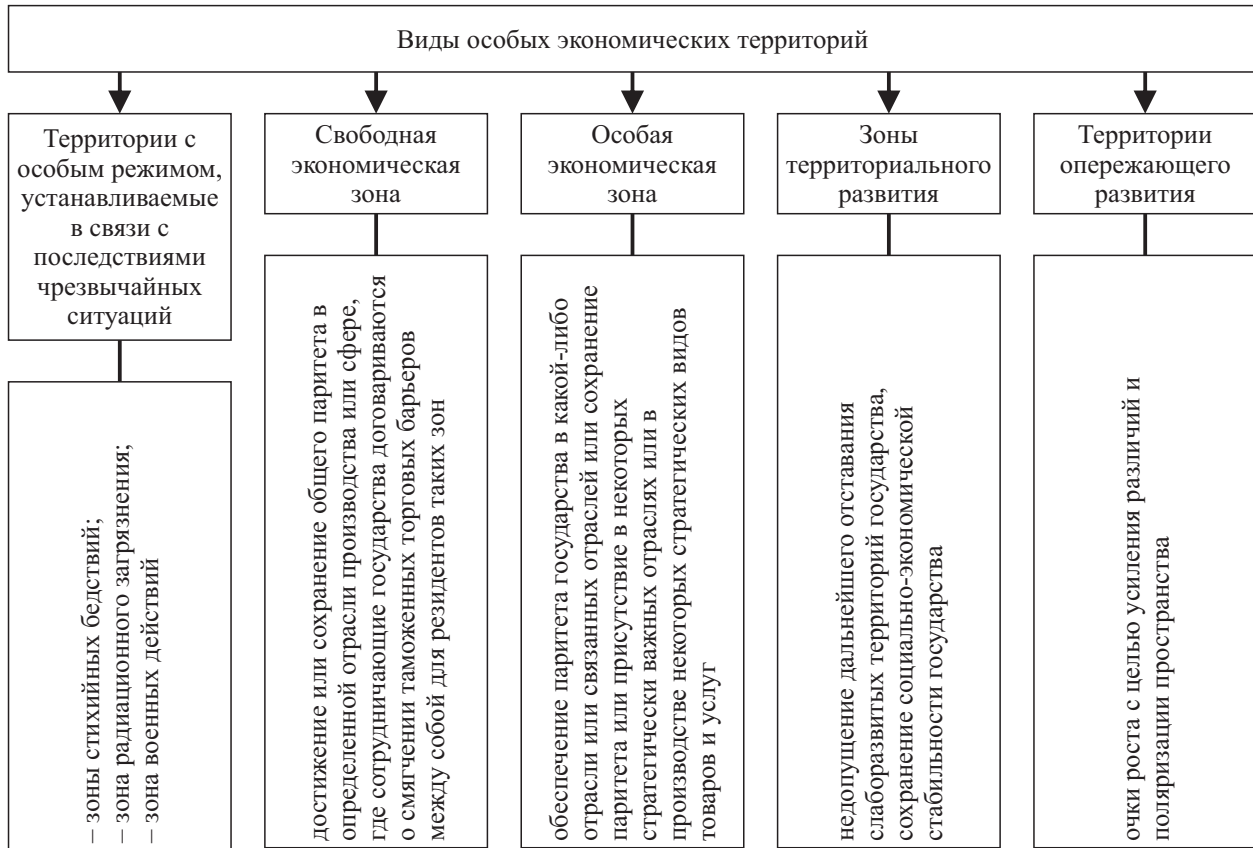 Виды особых экономических территорий
Территории с
особым режимом,
устанавливаемые
в связи с
последствиями
чрезвычайных
ситуаций
– зоны стихийных бедствий;
– зона радиационного загрязнения;
– зона военных действий
Свободная
экономическая
зона
достижение или сохранение общего паритета в
определенной отрасли производства или сфере,
где сотрудничающие государства договариваются
о смягчении таможенных торговых барьеров
между собой для резидентов таких зон
Особая
экономическая
зона
обеспечение паритета государства в какой-либо
отрасли или связанных отраслей или сохранение
паритета или присутствие в некоторых
стратегически важных отраслях или в
производстве некоторых стратегических видов
товаров и услуг
Зоны
территориального
развития
недопущение дальнейшего отставания
слаборазвитых территорий государства,
сохранение социально-экономической
стабильности государства
Территории
опережающего
развития
очки роста с целью усиления различий и
поляризации пространства